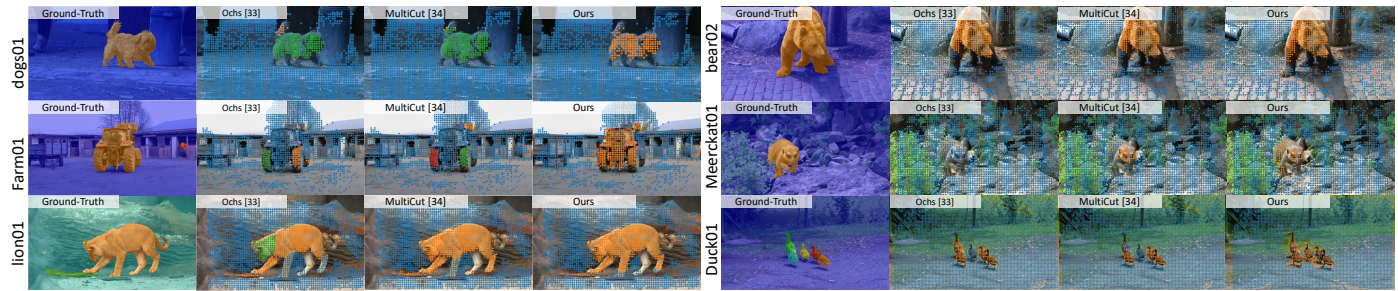 dogs01
Ground-Truth
Ochs [33]
MultiCut [34]
Ours
Farm01
Ground-Truth
Ochs [33]
MultiCut [34]
Ours
lion01
Ground-Truth
Ochs [33]
MultiCut [34]
Ours
bear02
Ground-Truth
Ochs [33]
MultiCut [34]
Ours
Meerckat01
Ground-Truth
Ochs [33]
MultiCut [34]
Ours
Duck01
Ground-Truth
Ochs [33]
MultiCut [34]
Ours